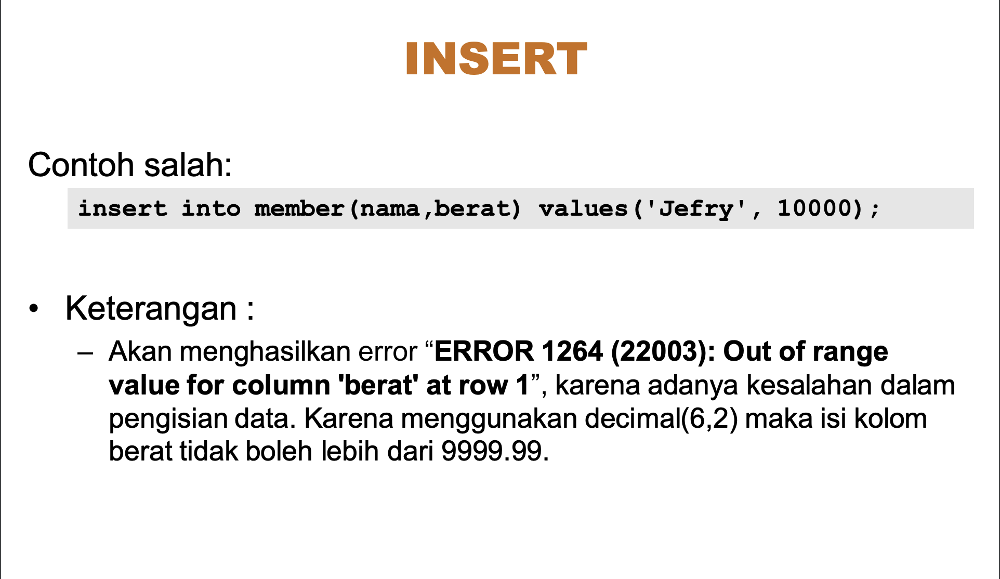 INSERT
Contoh salah:
insert into member(nama,berat) values('Jefry', 10000);
• Keterangan :
– Akan menghasilkan error “ERROR 1264 (22003): Out of range
value for column 'berat' at row 1”, karena adanya kesalahan dalam
pengisian data. Karena menggunakan decimal(6,2) maka isi kolom
berat tidak boleh lebih dari 9999.99.